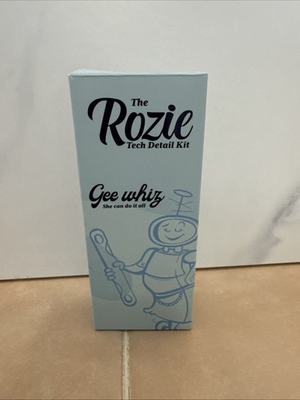 The
Rozie
Tech Detail Kit
Gee whiz
She can do it all